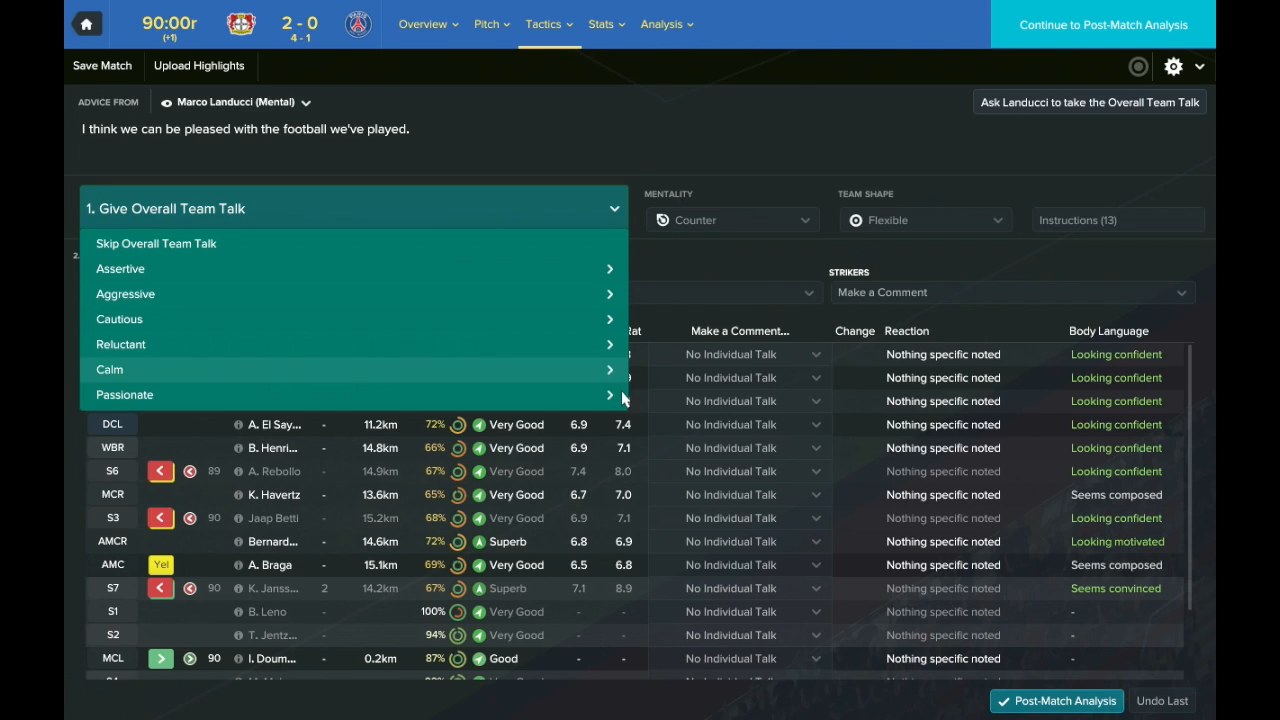 90:00r (+1) 2 - 0 4 - 1 PARIS Overview Pitch Tactics Stats Analysis Continue to Post-Match Analysis
Save Match Upload Highlights
ADVICE FROM Marco Landucci (Mental) Ask Landucci to take the Overall Team Talk
I think we can be pleased with the football we've played.
MENTALITY TEAM SHAPE
1. Give Overall Team Talk Counter Flexible Instructions (13)
Skip Overall Team Talk
2.
Assertive STRIKERS
Aggressive Make a Comment
Cautious
Rat Make a Comment... Change Reaction Body Language
Reluctant No Individual Talk Nothing specific noted Looking confident
Calm No Individual Talk Nothing specific noted Looking confident
Passionate No Individual Talk Nothing specific noted Looking confident
DCL A. El Say... - 11.2km 72% Very Good 6.9 7.4 No Individual Talk Nothing specific noted Looking confident
WBR B. Henri... - 14.8km 66% Very Good 6.9 7.1 No Individual Talk Nothing specific noted Looking confident
S6 89 A. Rebollo - 14.9km 67% Very Good 7.4 8.0 No Individual Talk Nothing specific noted Looking confident
MCR K. Havertz - 13.6km 65% Very Good 6.7 7.0 No Individual Talk Nothing specific noted Seems composed
S3 90 Jaap Betti - 15.2km 68% Very Good 6.9 7.1 No Individual Talk Nothing specific noted Looking confident
AMCR Bernard... - 14.6km 72% Superb 6.8 6.9 No Individual Talk Nothing specific noted Looking motivated
AMC Yel A. Braga - 15.1km 69% Very Good 6.5 6.8 No Individual Talk Nothing specific noted Seems composed
S7 90 K. Janss... 2 14.2km 67% Superb 7.1 8.9 No Individual Talk Nothing specific noted Seems convinced
S1 B. Leno - 100% Very Good - - No Individual Talk Nothing specific noted -
S2 T. Jentz... - 94% Very Good - - No Individual Talk Nothing specific noted -
MCL 90 I. Doum... - 0.2km 87% Good - - No Individual Talk Nothing specific noted -
Post-Match Analysis Undo Last